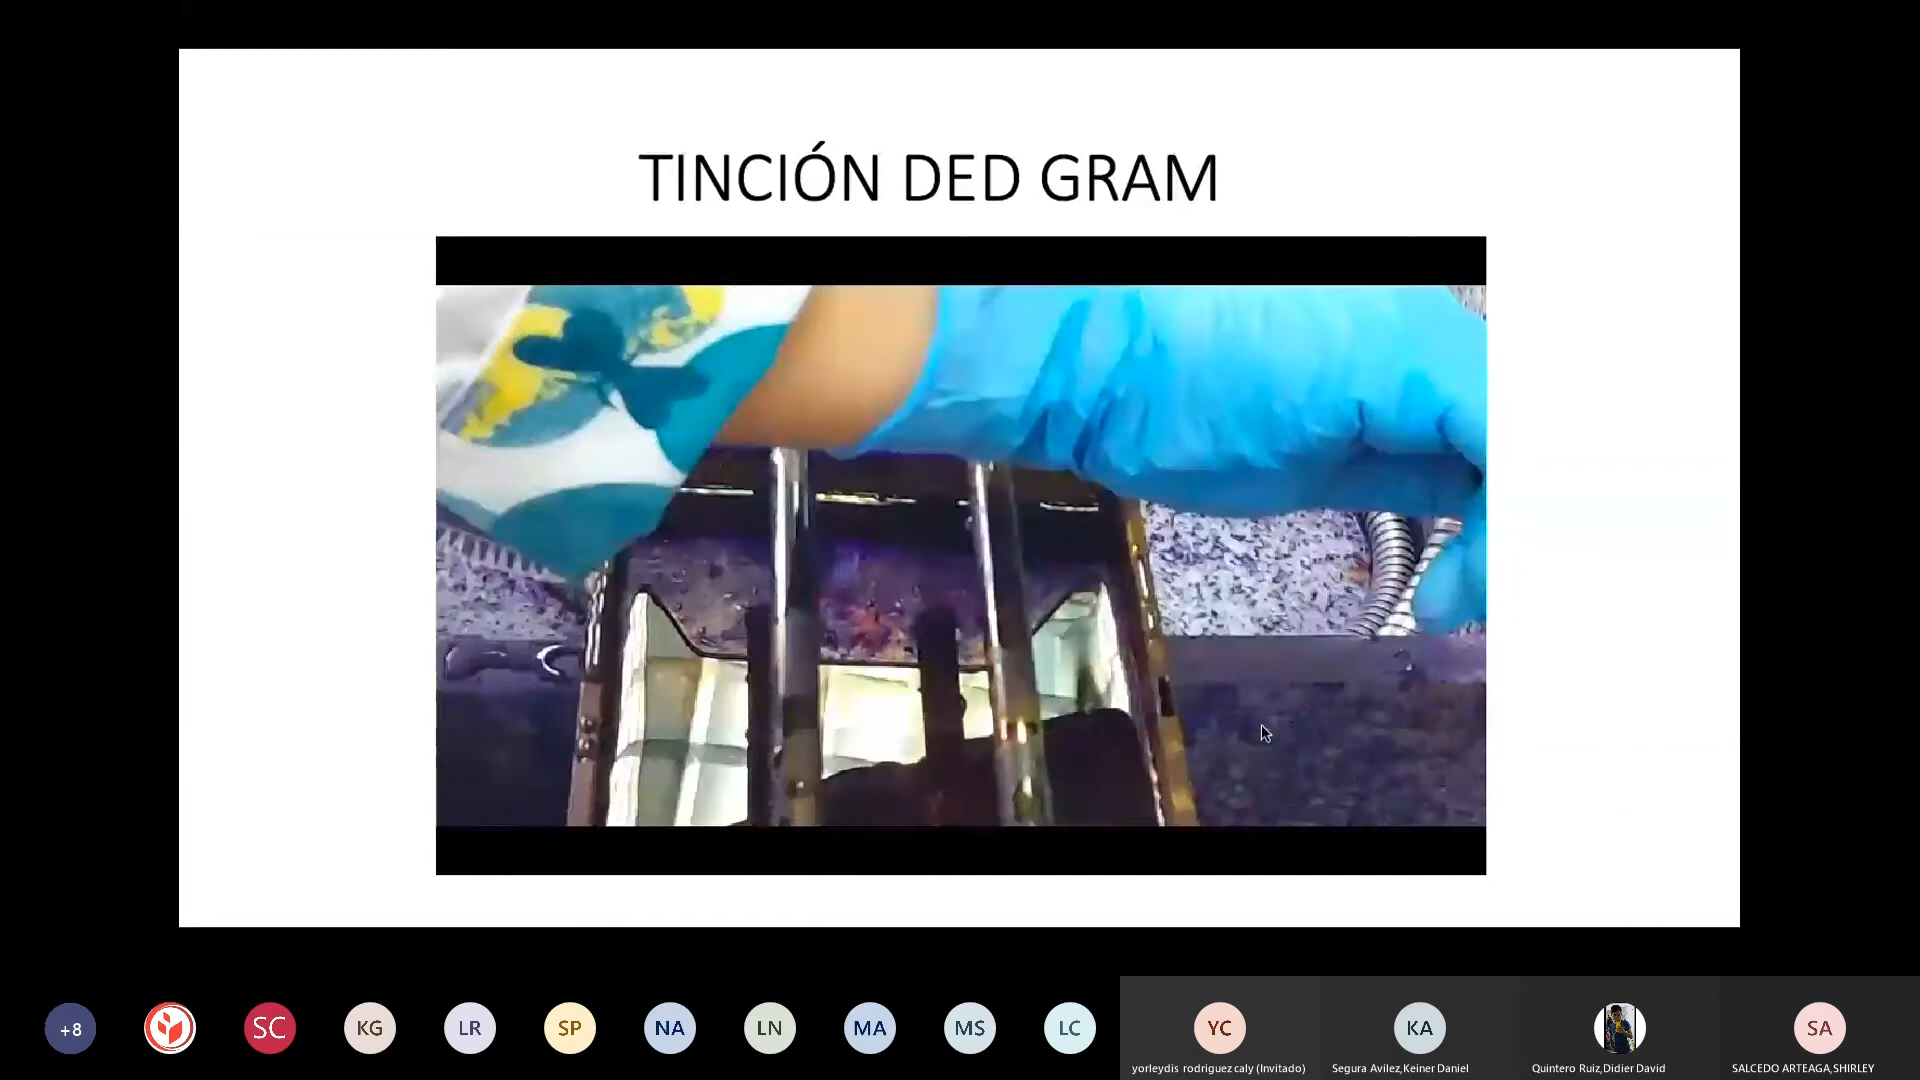 TINCIÓN DED GRAM
+8
SC
KG
LR
SP
NA
LN
MA
MS
LC
YC
KA
SA
yorleydis rodriguez caly (Invitado)
Segura Avilez,Keiner Daniel
Quintero Ruiz,Didier David
SALCEDO ARTEAGA,SHIRLEY